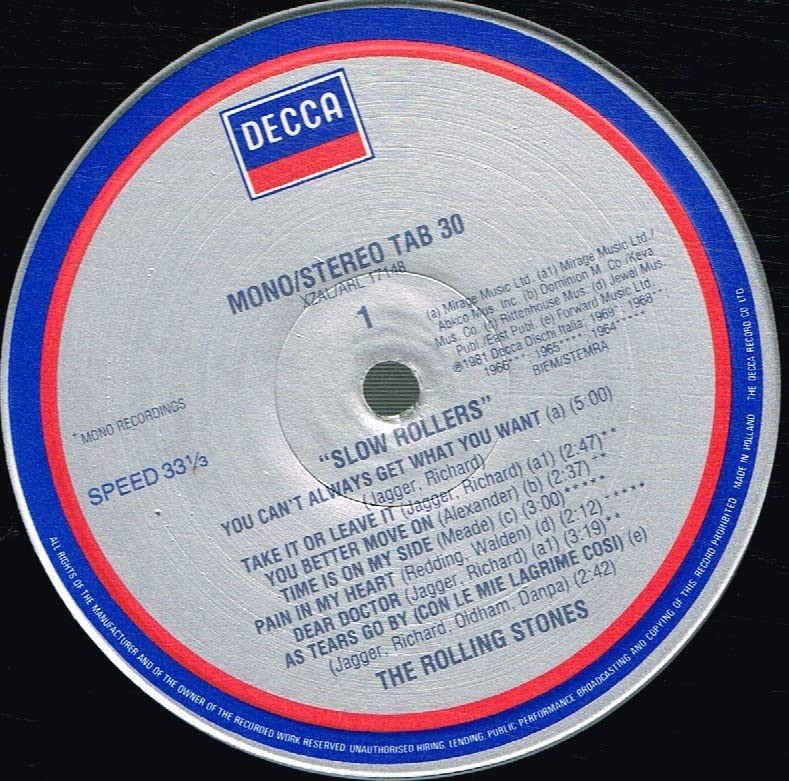 DECCA
MONO/STEREO TAB 30
XZAL/ARL 17148
1
(a) Mirage Music Ltd. (a1) Mirage Music Ltd./
Abkco Mus. Inc (b) Dominion M. Co./Keva
Mus. Co (c) Rittenhouse Mus. (d) Jewel Mus.
Publ./East Publ. (e) Forward Music Ltd.
℗1981 Decca Dischi Italia; 1969* 1968**
1966*** 1965**** 1964*****
BIEM/STEMRA
+MONO RECORDINGS
SPEED 33⅓
"SLOW ROLLERS"
YOU CAN'T ALWAYS GET WHAT YOU WANT (a) (5:00)
(Jagger, Richard)
TAKE IT OR LEAVE IT (Jagger, Richard) (a1) (2:47)**
YOU BETTER MOVE ON (Alexander) (b) (2:37)**
TIME IS ON MY SIDE (Meade) (c) (3:00)*****
PAIN IN MY HEART (Redding, Walden) (d) (2:12)*****
DEAR DOCTOR (Jagger, Richard) (a1) (3:19)**
AS TEARS GO BY (CON LE MIE LAGRIME COSI) (e)
(Jagger, Richard, Oldham, Danpa) (2:42)
THE ROLLING STONES
ALL RIGHTS OF THE MANUFACTURER AND OF THE OWNER OF THE RECORDED WORK RESERVED. UNAUTHORISED HIRING, LENDING, PUBLIC PERFORMANCE, BROADCASTING AND COPYING OF THIS RECORD PROHIBITED MADE IN HOLLAND THE DECCA RECORD CO LTD.